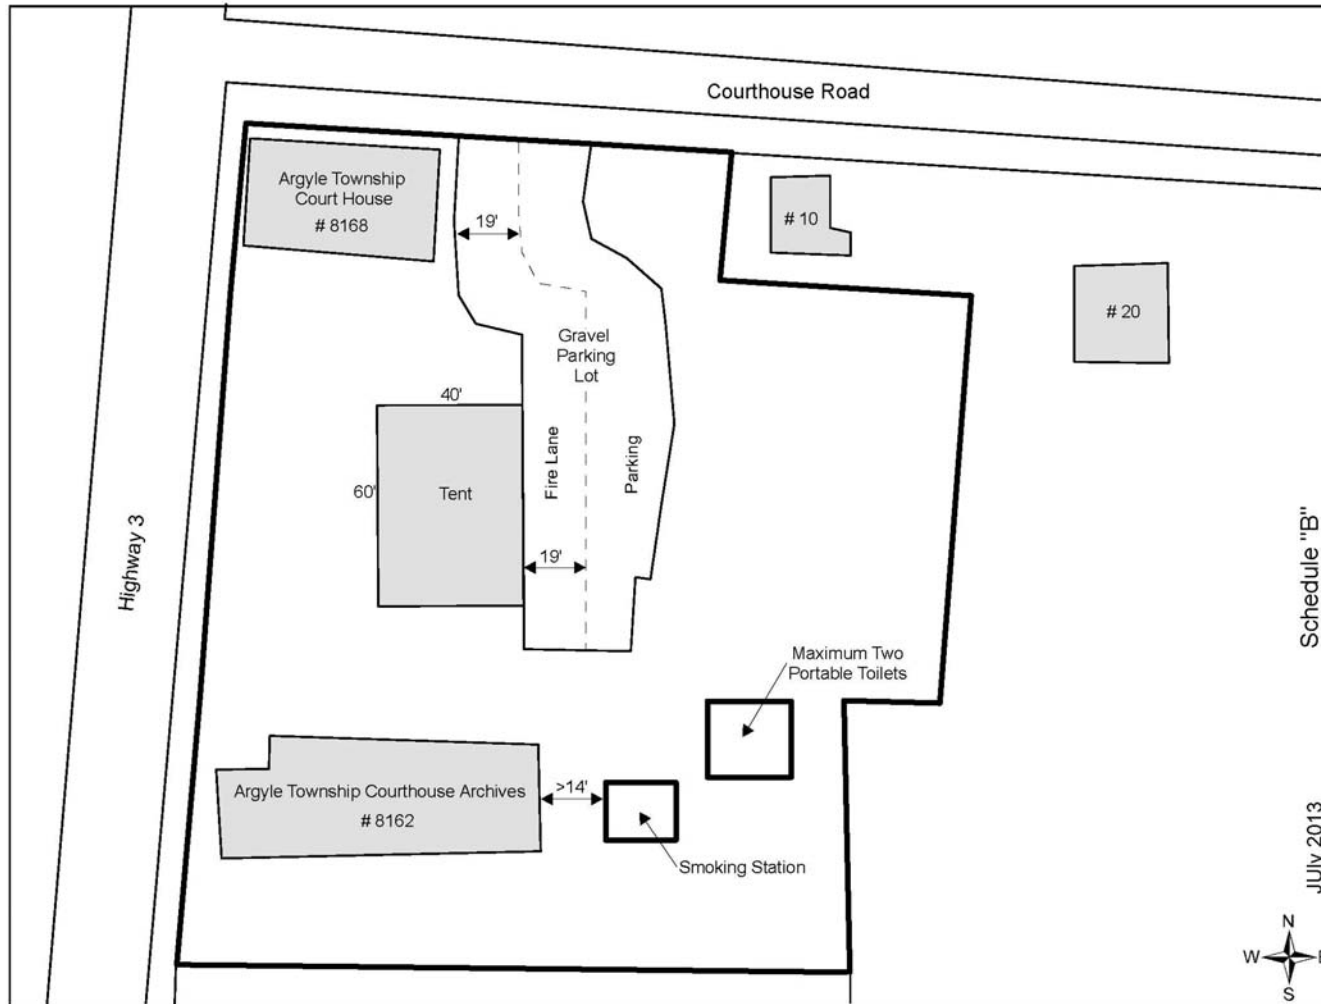 Courthouse Road
Argyle Township
Court House
# 8168
19'
# 10
# 20
Gravel
Parking
Lot
40'
60'
Tent
Fire Lane
Parking
19'
Highway 3
Schedule "B"
Maximum Two
Portable Toilets
Argyle Township Courthouse Archives
# 8162
>14'
Smoking Station
JUly 2013
N
W E
S